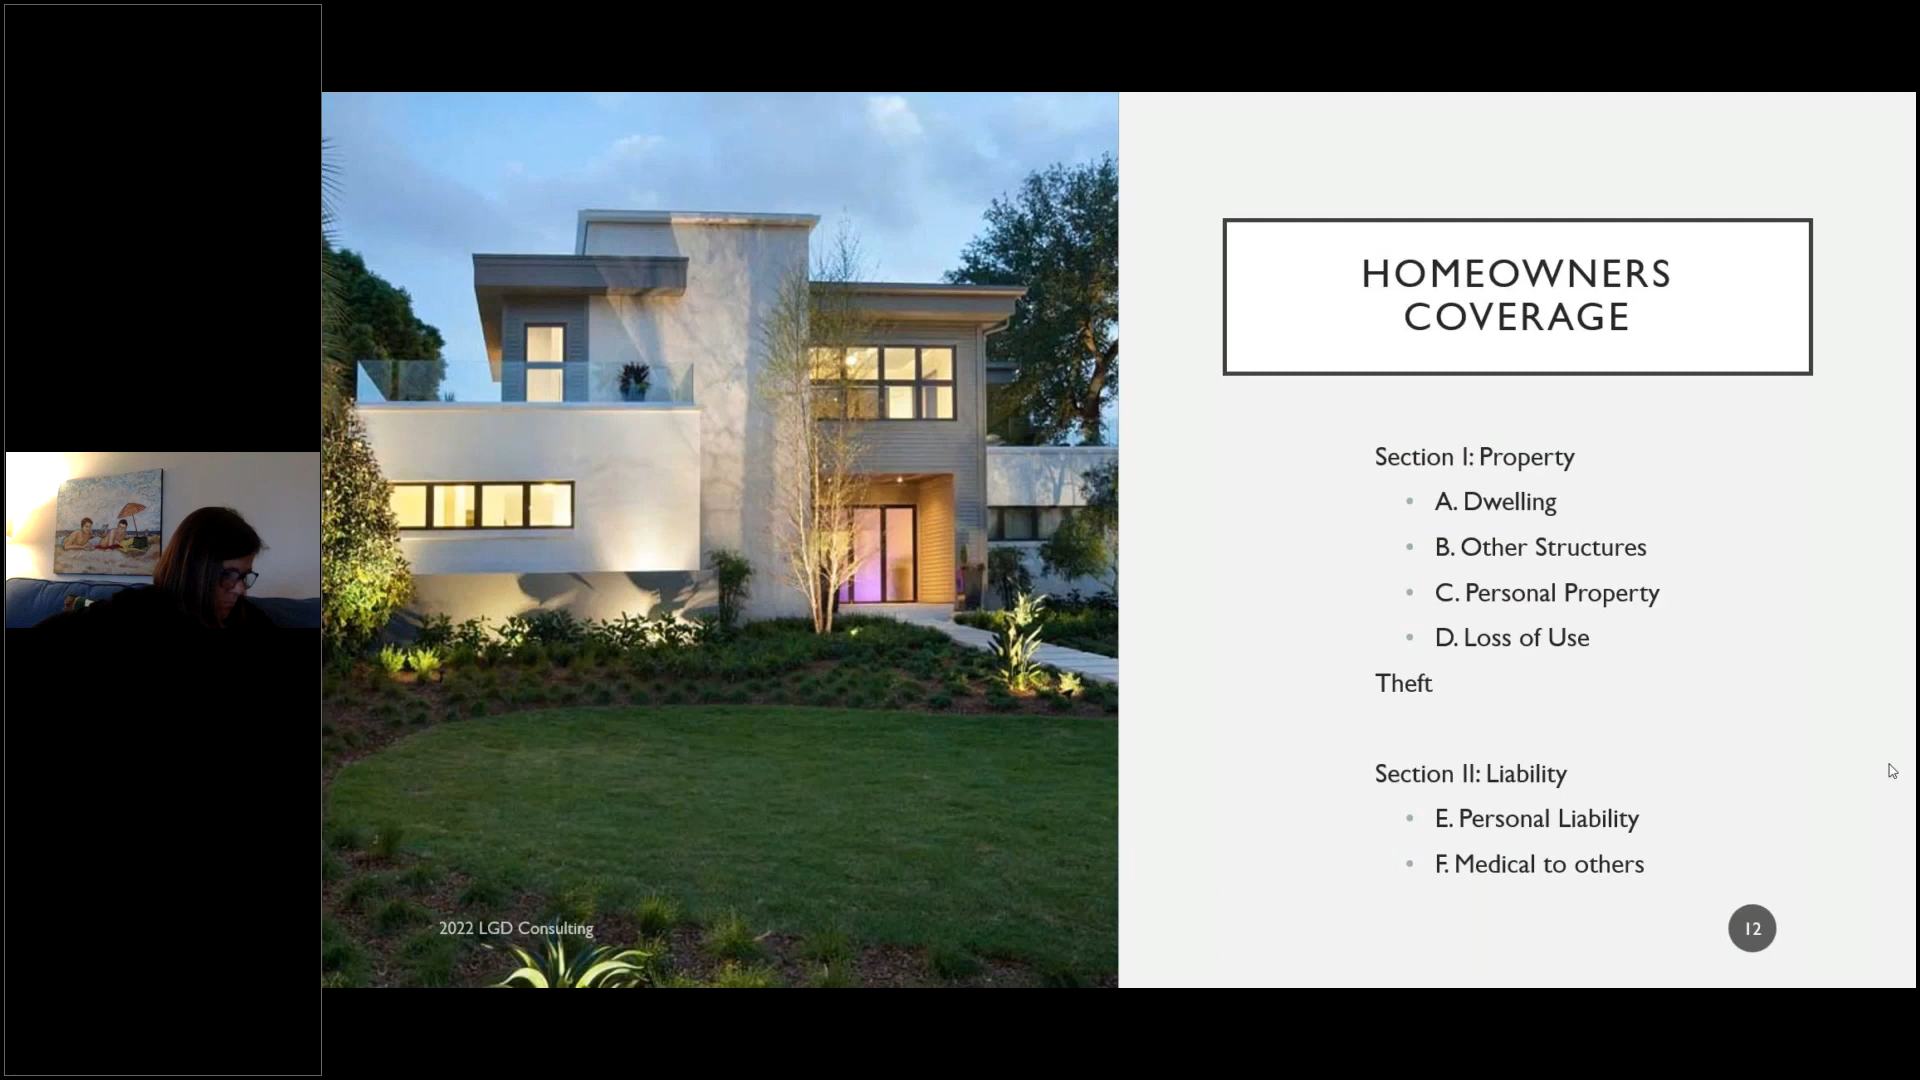 HOMEOWNERS
COVERAGE
Section I: Property
• A. Dwelling
• B. Other Structures
• C. Personal Property
• D. Loss of Use
Theft
Section II: Liability
• E. Personal Liability
• F. Medical to others
2022 LGD Consulting
12